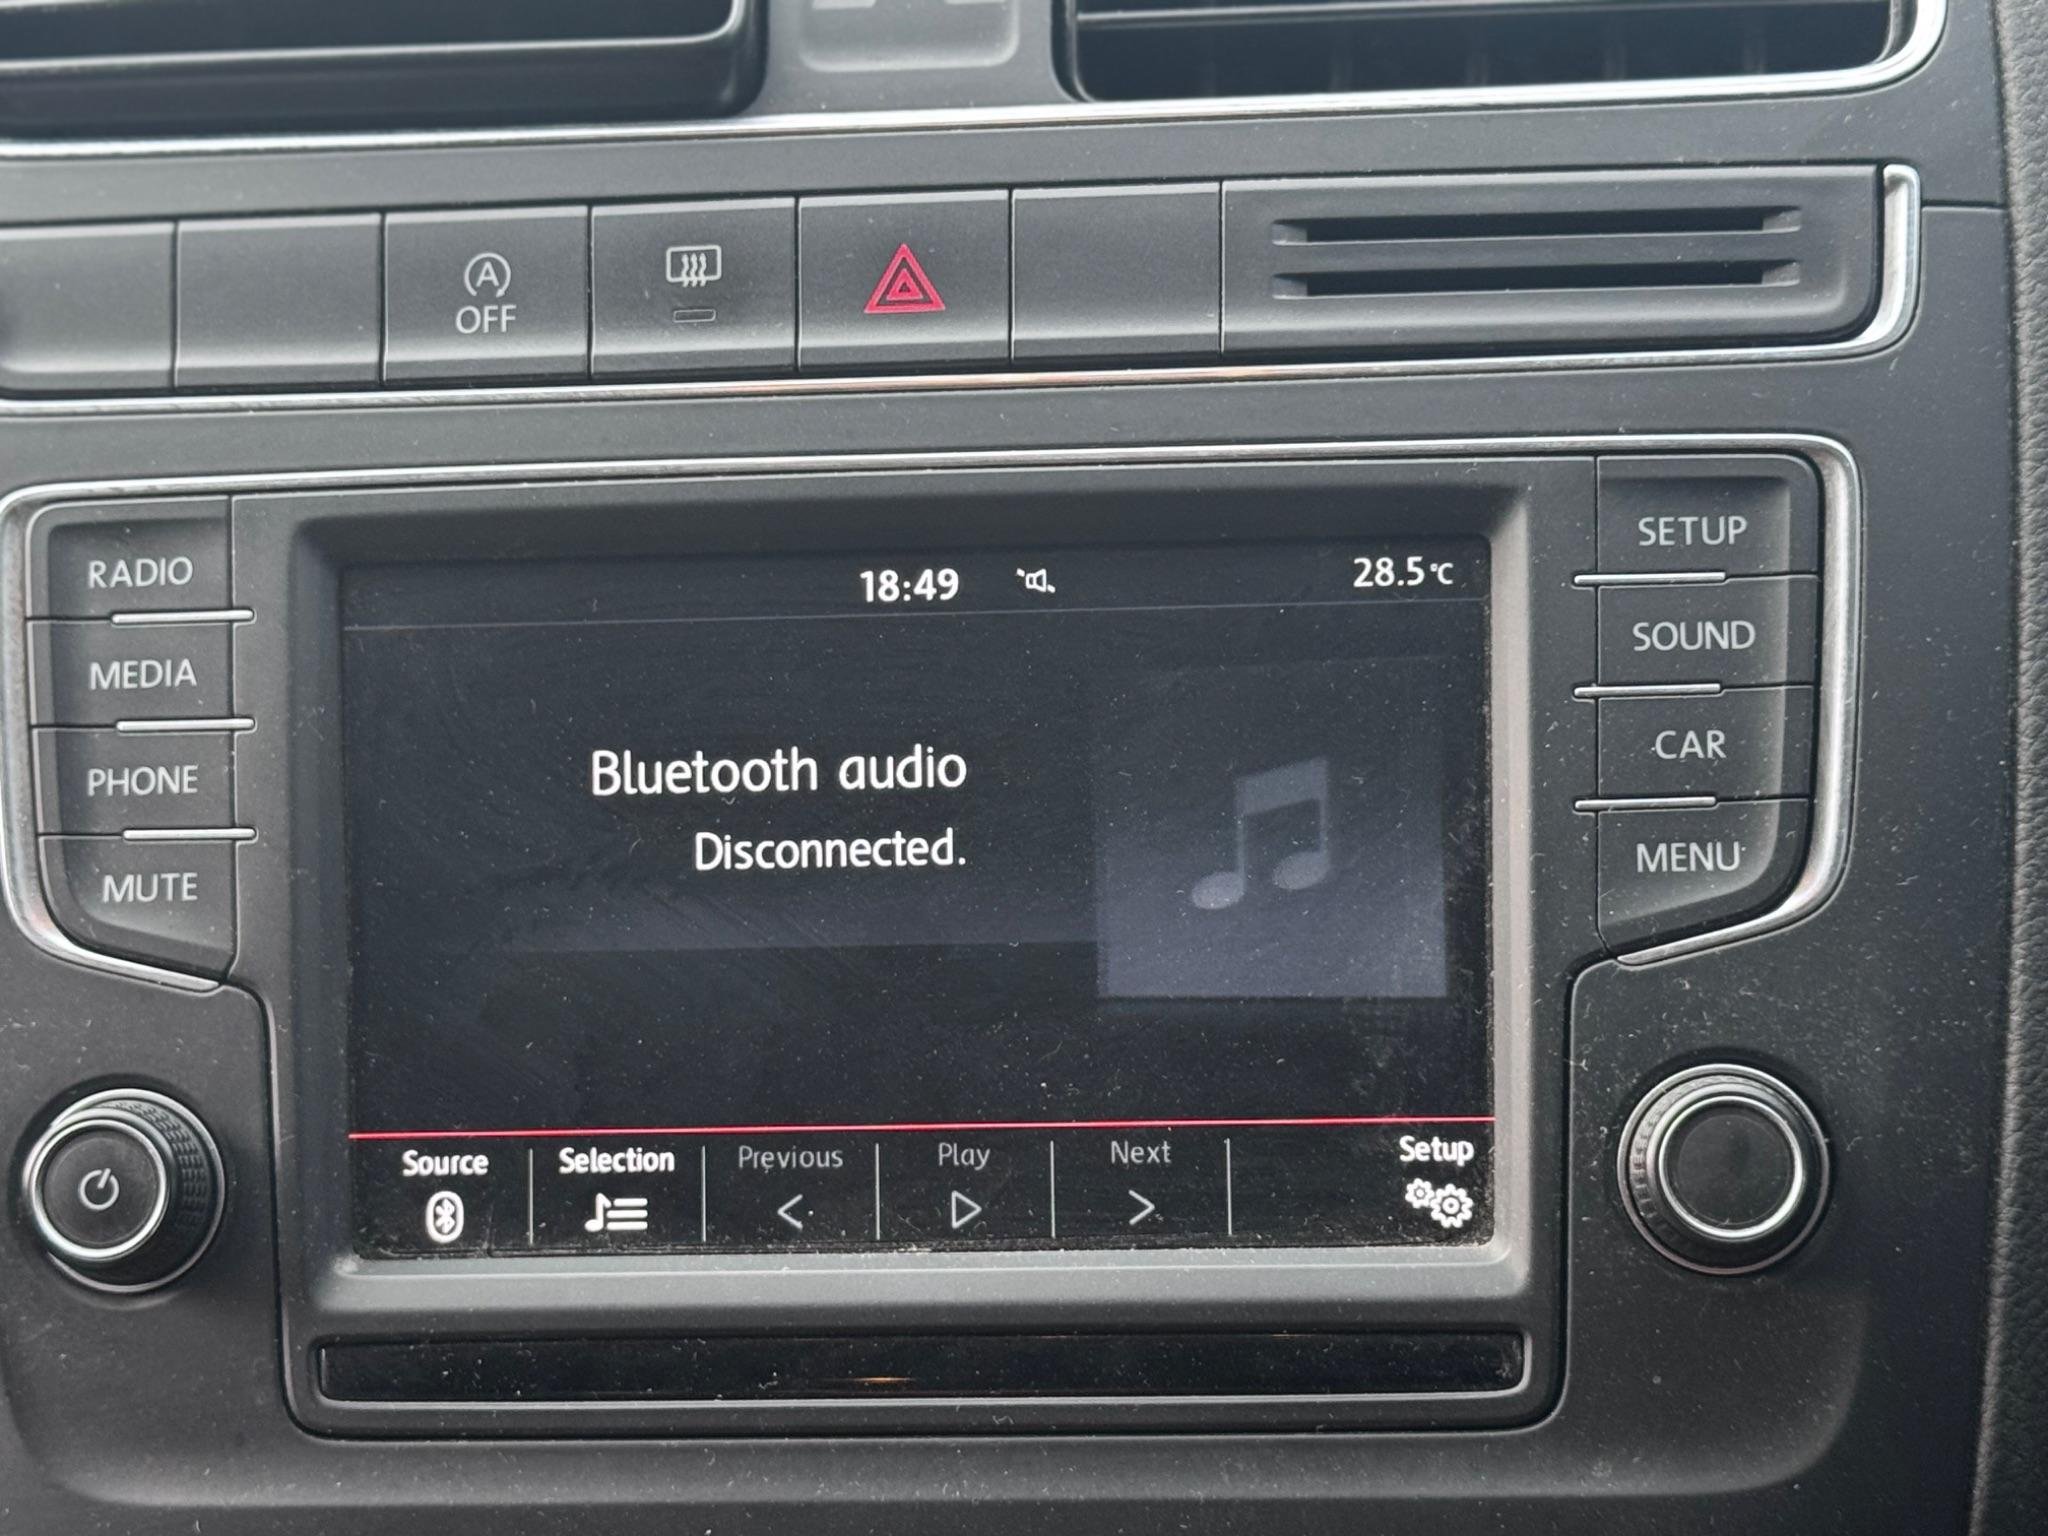 A
OFF
RADIO
MEDIA
PHONE
MUTE
18:49
28.5°C
Bluetooth audio
Disconnected.
Source
Selection
Previous
Play
Next
Setup
SETUP
SOUND
CAR
MENU